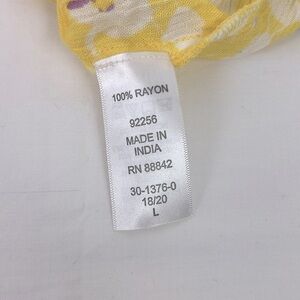 100% RAYON
92256
MADE IN
INDIA
RN 88842
30-1376-0
18/20
L